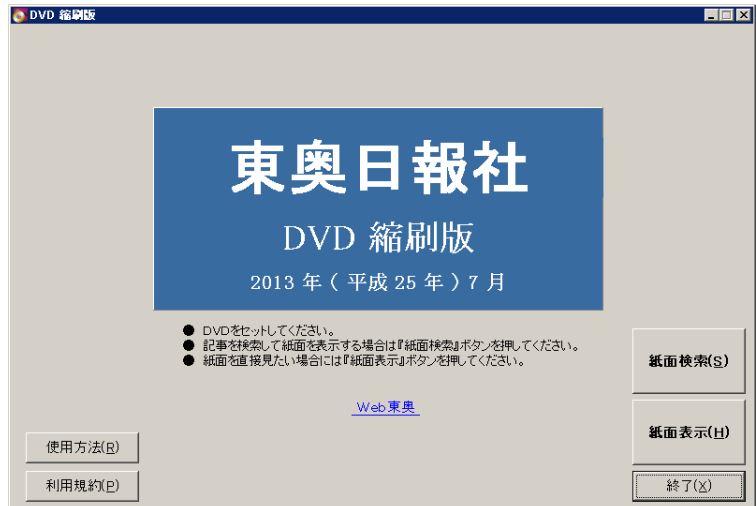 DVD 縮刷版
東奥日報社
DVD 縮刷版
2013 年 ( 平成 25 年 ) 7 月
● DVDをセットしてください。
● 記事を検索して紙面を表示する場合は『紙面検索』ボタンを押してください。
● 紙面を直接見たい場合には『紙面表示』ボタンを押してください。
Web東奥
紙面検索(S)
紙面表示(H)
使用方法(R)
利用規約(P)
終了(X)